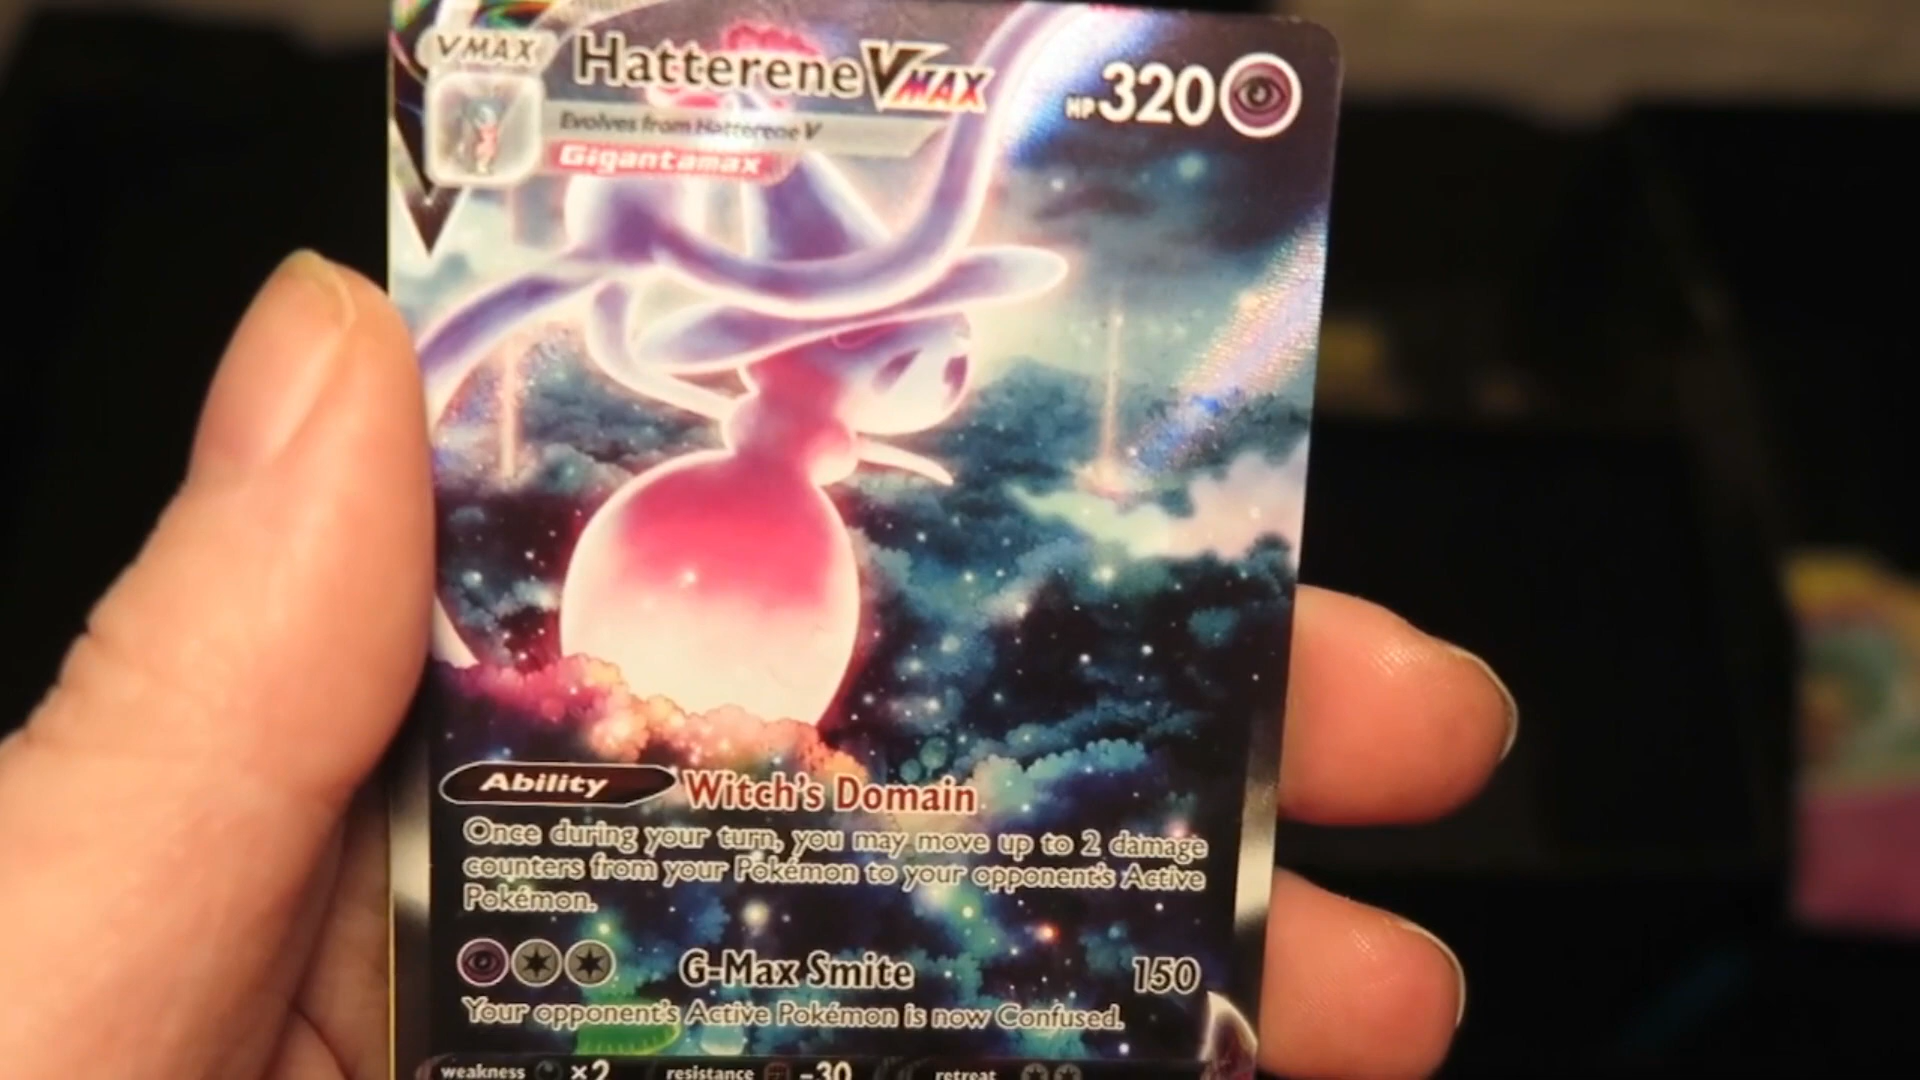 VMAX
Hatterene VMAX
HP 320
Evolves from Hatterene V
Gigantamax
Ability Witch's Domain
Once during your turn, you may move up to 2 damage
counters from your Pokémon to your opponent's Active
Pokémon.
G-Max Smite 150
Your opponent's Active Pokémon is now Confused.
weakness ×2 resistance -30 retreat